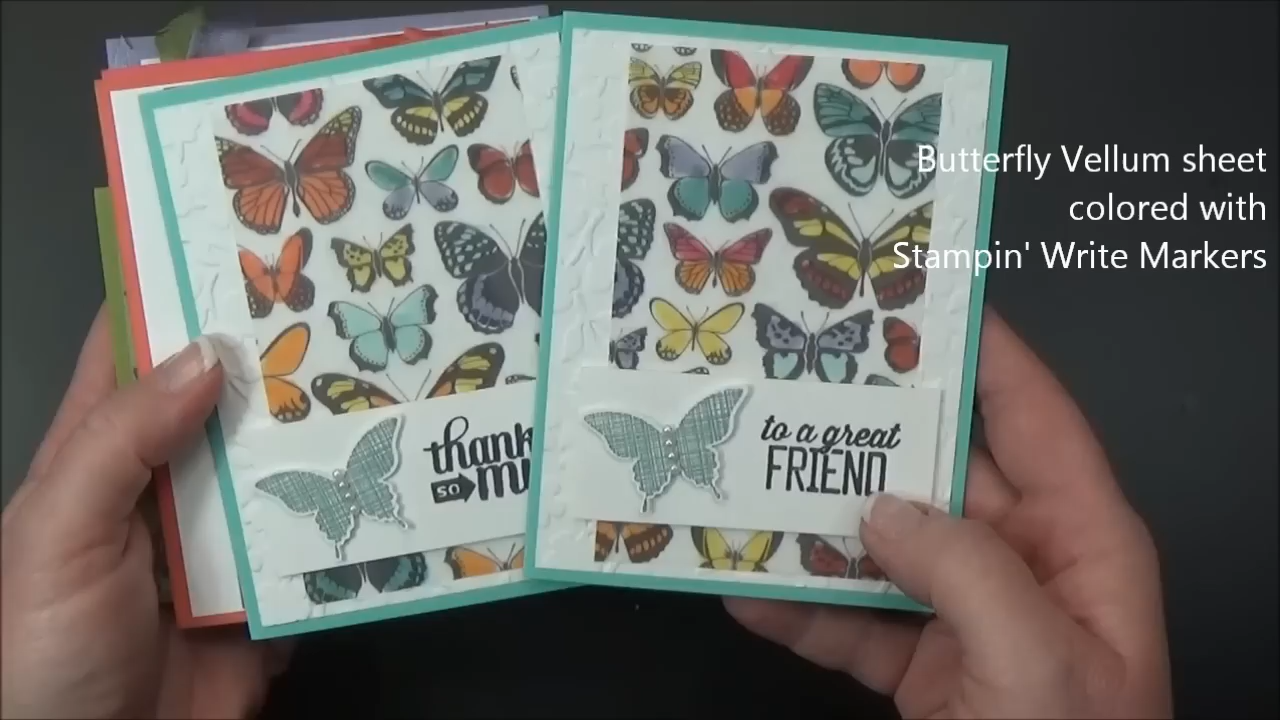 Butterfly Vellum sheet
colored with
Stampin' Write Markers
thank
so
to a great
FRIEND